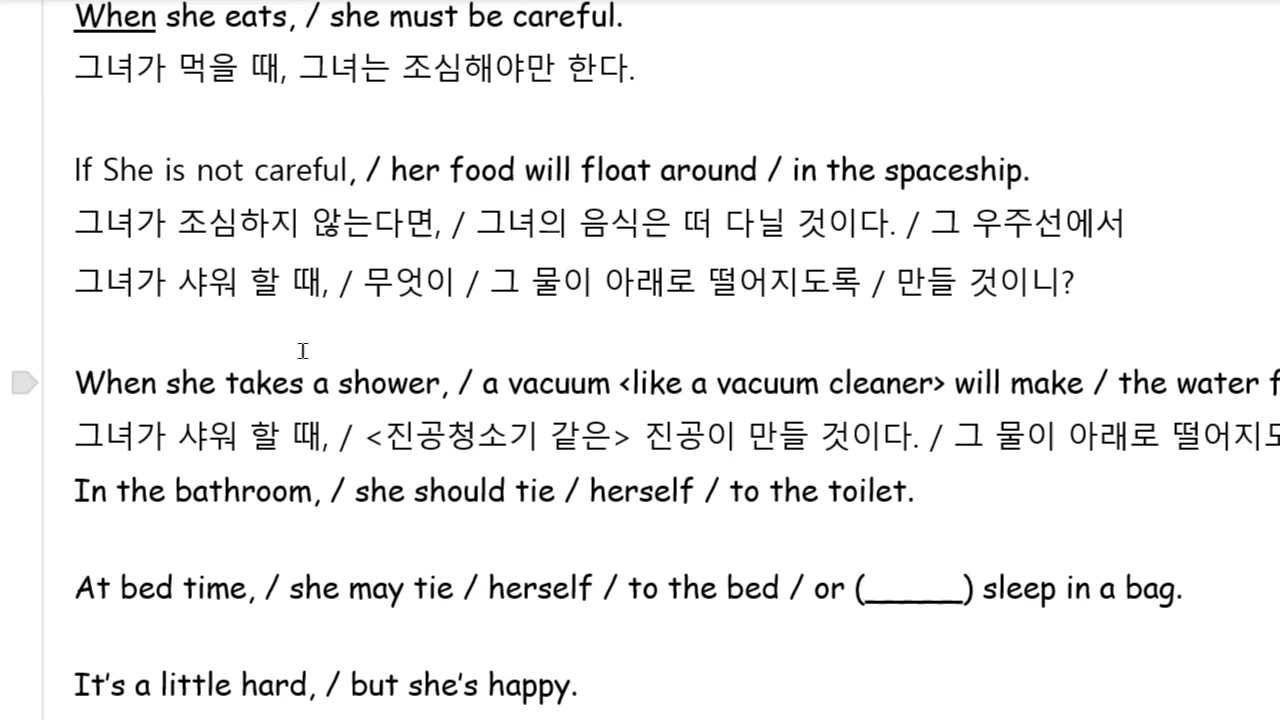 When she eats, / she must be careful.
그녀가 먹을 때, 그녀는 조심해야만 한다.
If She is not careful, / her food will float around / in the spaceship.
그녀가 조심하지 않는다면, / 그녀의 음식은 떠 다닐 것이다. / 그 우주선에서
그녀가 샤워 할 때, / 무엇이 / 그 물이 아래로 떨어지도록 / 만들 것이니?
When she takes a shower, / a vacuum <like a vacuum cleaner> will make / the water
그녀가 샤워 할 때, / <진공청소기 같은> 진공이 만들 것이다. / 그 물이 아래로
In the bathroom, / she should tie / herself / to the toilet.
At bed time, / she may tie / herself / to the bed / or (______) sleep in a bag.
It's a little hard, / but she's happy.